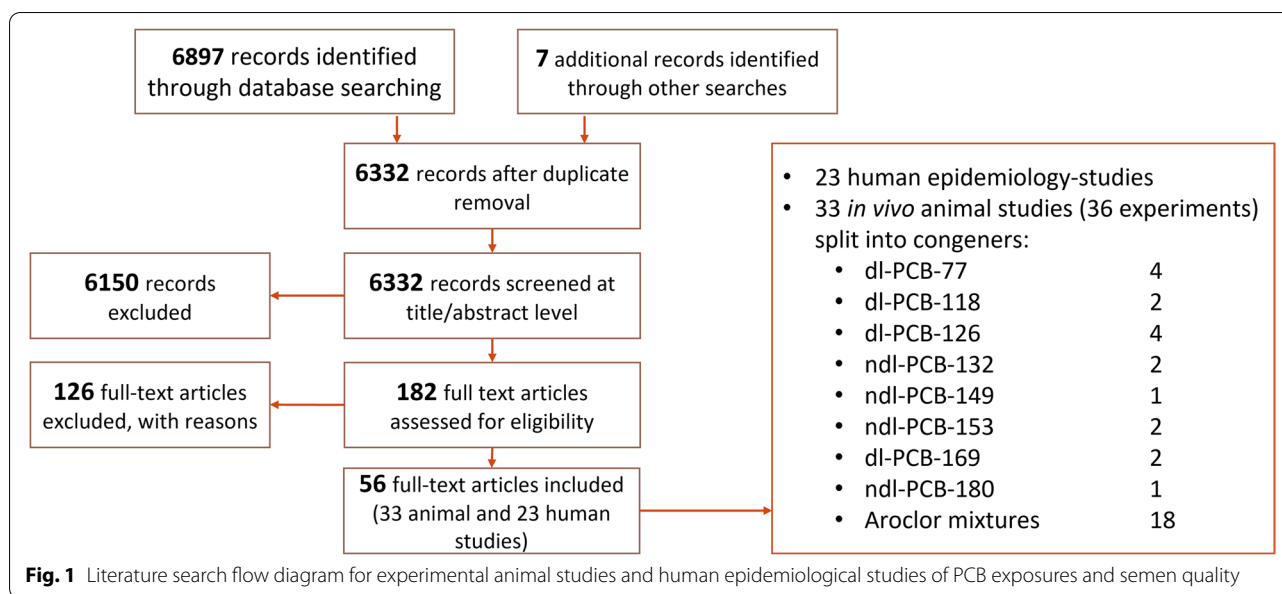 6897 records identified
through database searching
7 additional records identified
through other searches
6332 records after duplicate
removal
6150 records
excluded
6332 records screened at
title/abstract level
126 full-text articles
excluded, with reasons
182 full text articles
assessed for eligibility
56 full-text articles included
(33 animal and 23 human
studies)
• 23 human epidemiology-studies
• 33 in vivo animal studies (36 experiments)
split into congeners:
• dl-PCB-77 4
• dl-PCB-118 2
• dl-PCB-126 4
• ndl-PCB-132 2
• ndl-PCB-149 1
• ndl-PCB-153 2
• dl-PCB-169 2
• ndl-PCB-180 1
• Aroclor mixtures 18
Fig. 1 Literature search flow diagram for experimental animal studies and human epidemiological studies of PCB exposures and semen quality